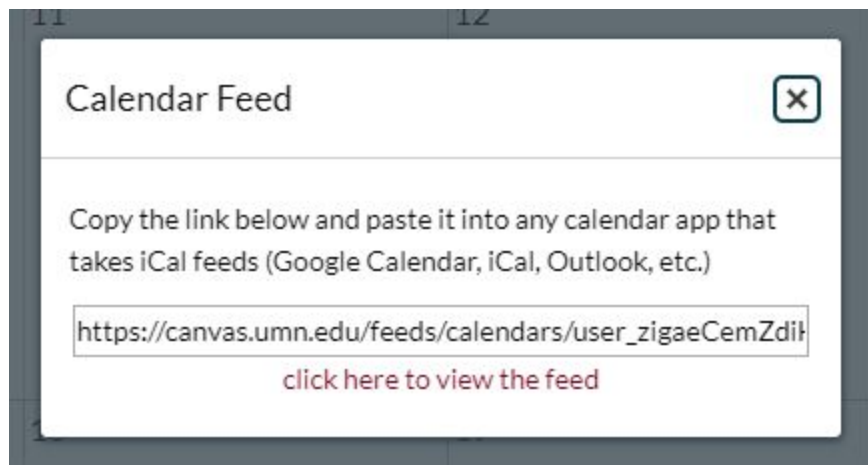 11 12
Calendar Feed
Copy the link below and paste it into any calendar app that
takes iCal feeds (Google Calendar, iCal, Outlook, etc.)
https://canvas.umn.edu/feeds/calendars/user_zigaeCemZdi
click here to view the feed